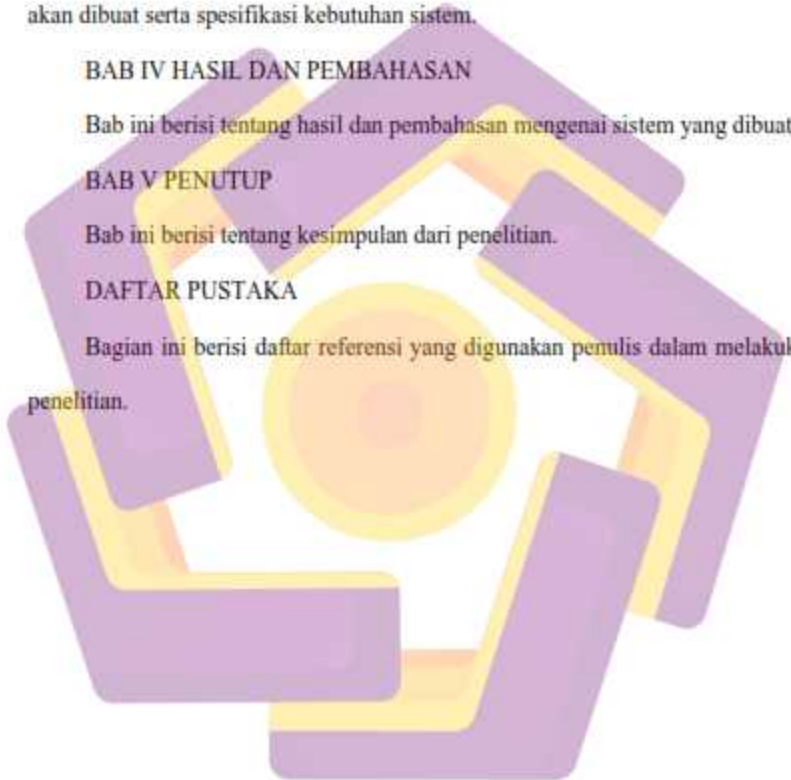 akan dibuat serta spesifikasi kebutuhan sistem.
BAB IV HASIL DAN PEMBAHASAN
Bab ini berisi tentang hasil dan pembahasan mengenai sistem yang dibuat
BAB V PENUTUP
Bab ini berisi tentang kesimpulan dari penelitian.
DAFTAR PUSTAKA
Bagian ini berisi daftar referensi yang digunakan penulis dalam melakuk
penelitian.